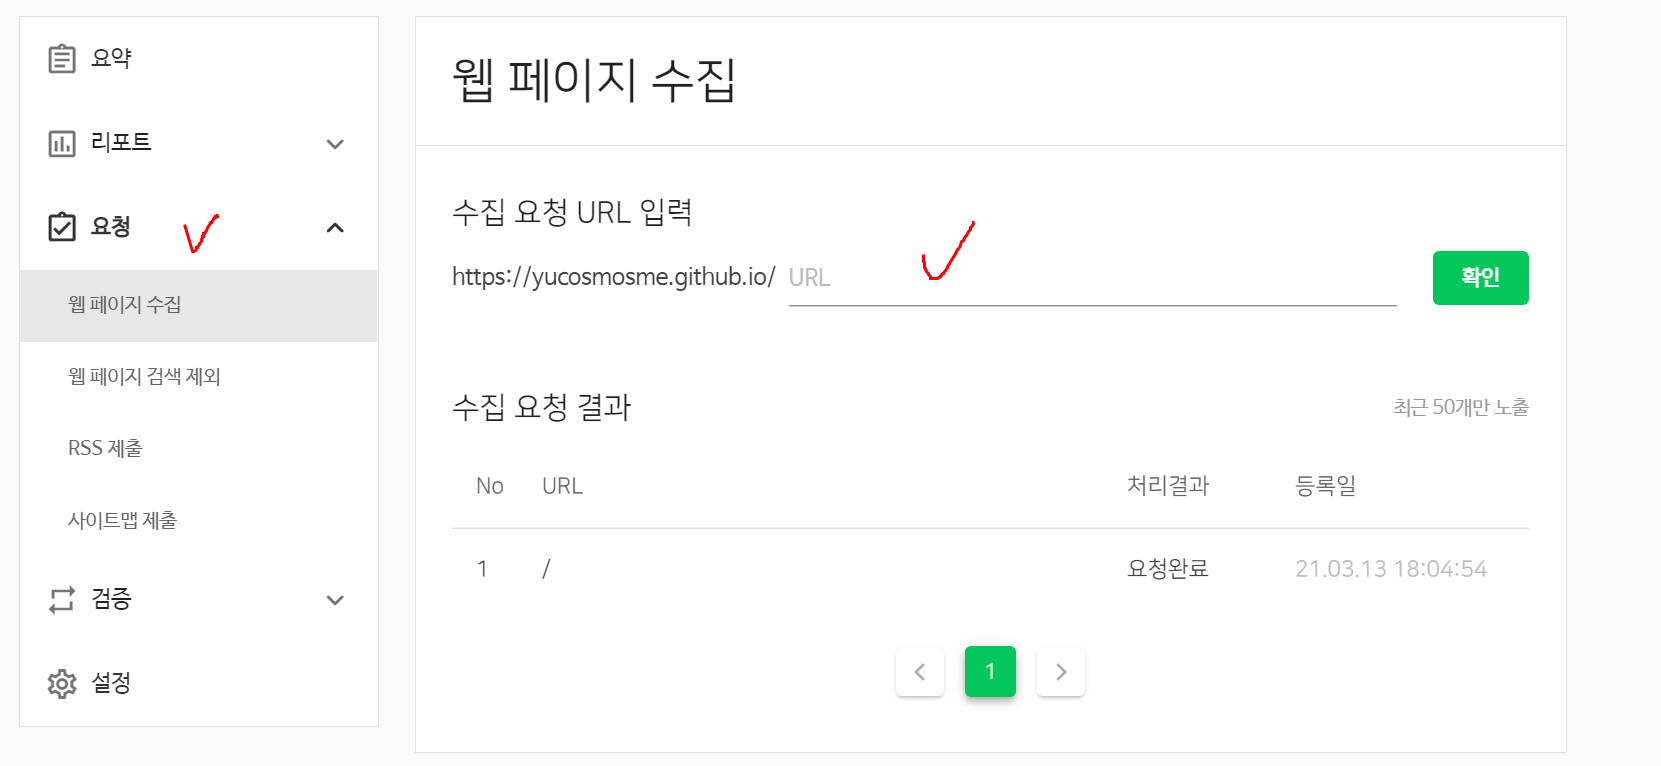 요약
리포트
요청
웹 페이지 수집
웹 페이지 검색 제외
RSS 제출
사이트맵 제출
검증
설정
웹 페이지 수집
수집 요청 URL 입력
https://yucosmosme.github.io/ URL 확인
수집 요청 결과 최근 50개만 노출
No URL 처리결과 등록일
1 / 요청완료 21.03.13 18:04:54
1